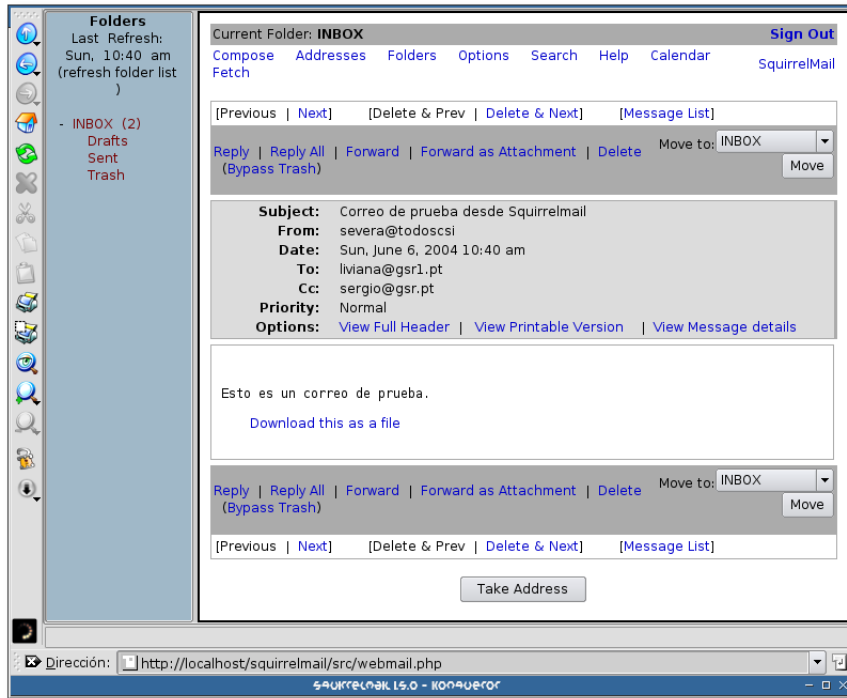 Folders
Last Refresh:
Sun, 10:40 am
(refresh folder list
)
- INBOX (2)
Drafts
Sent
Trash
Current Folder: INBOX Sign Out
Compose Addresses Folders Options Search Help Calendar
Fetch SquirrelMail
[Previous | Next] [Delete & Prev | Delete & Next] [Message List]
Reply | Reply All | Forward | Forward as Attachment | Delete Move to: INBOX
(Bypass Trash) Move
Subject: Correo de prueba desde Squirrelmail
From: severa@todoscsi
Date: Sun, June 6, 2004 10:40 am
To: liviana@gsr1.pt
Cc: sergio@gsr.pt
Priority: Normal
Options: View Full Header | View Printable Version | View Message details
Esto es un correo de prueba.
Download this as a file
Reply | Reply All | Forward | Forward as Attachment | Delete Move to: INBOX
(Bypass Trash) Move
[Previous | Next] [Delete & Prev | Delete & Next] [Message List]
Take Address
Dirección: http://localhost/squirrelmail/src/webmail.php
SquirrelMail 1.5.0 - Konqueror